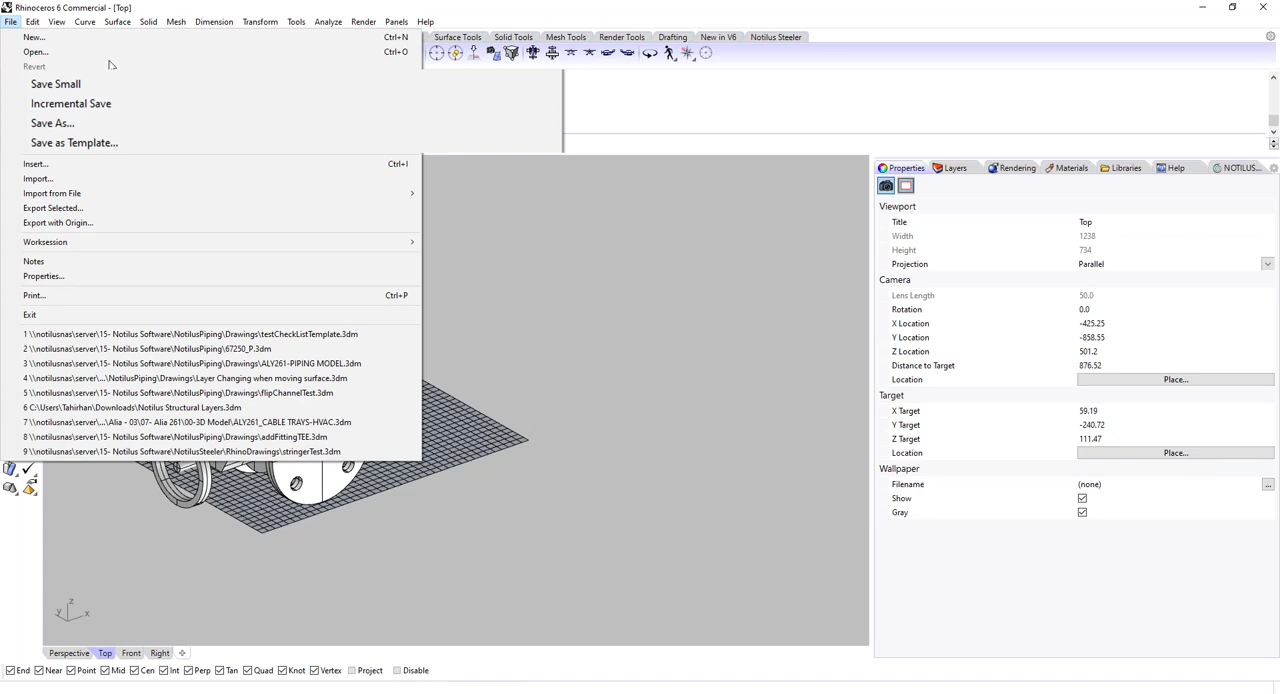 Rhinoceros 6 Commercial - [Top]
File Edit View Curve Surface Solid Mesh Dimension Transform Tools Analyze Render Panels Help
New... Ctrl+N
Surface Tools Solid Tools Mesh Tools Render Tools Drafting New in V6 Notilus Steeler
Open... Ctrl+O
Revert
Save Small
Incremental Save
Save As...
Save as Template...
Insert... Ctrl+I
Import...
Import from File
Export Selected...
Export with Origin...
Worksession
Notes
Properties...
Print... Ctrl+P
Exit
1 \\notilusnas\server\15- Notilus Software\NotilusPiping\Drawings\testCheckListTemplate.3dm
2 \\notilusnas\server\15- Notilus Software\NotilusPiping\67250_P.3dm
3 \\notilusnas\server\15- Notilus Software\NotilusPiping\Drawings\ALY261-PIPING MODEL.3dm
4 \\notilusnas\server\...\NotilusPiping\Drawings\Layer Changing when moving surface.3dm
5 \\notilusnas\server\15- Notilus Software\NotilusPiping\Drawings\flipChannelTest.3dm
6 C:\Users\Tahirhan\Downloads\Notilus Structural Layers.3dm
7 \\notilusnas\server\...\Alia - 03\07- Alia 261\00-3D Model\ALY261_CABLE TRAYS-HVAC.3dm
8 \\notilusnas\server\15- Notilus Software\NotilusPiping\Drawings\addFittingTEE.3dm
9 \\notilusnas\server\15- Notilus Software\NotilusSteeler\RhinoDrawings\stringerTest.3dm
Properties Layers Rendering Materials Libraries Help NOTILUS...
Viewport
Title Top
Width 1238
Height 734
Projection Parallel
Camera
Lens Length 50.0
Rotation 0.0
X Location -425.25
Y Location -858.55
Z Location 501.2
Distance to Target 876.52
Location Place...
Target
X Target 59.19
Y Target -240.72
Z Target 111.47
Location Place...
Wallpaper
Filename (none) ...
Show
Gray
z
y x
Perspective Top Front Right
End Near Point Mid Cen Int Perp Tan Quad Knot Vertex Project Disable